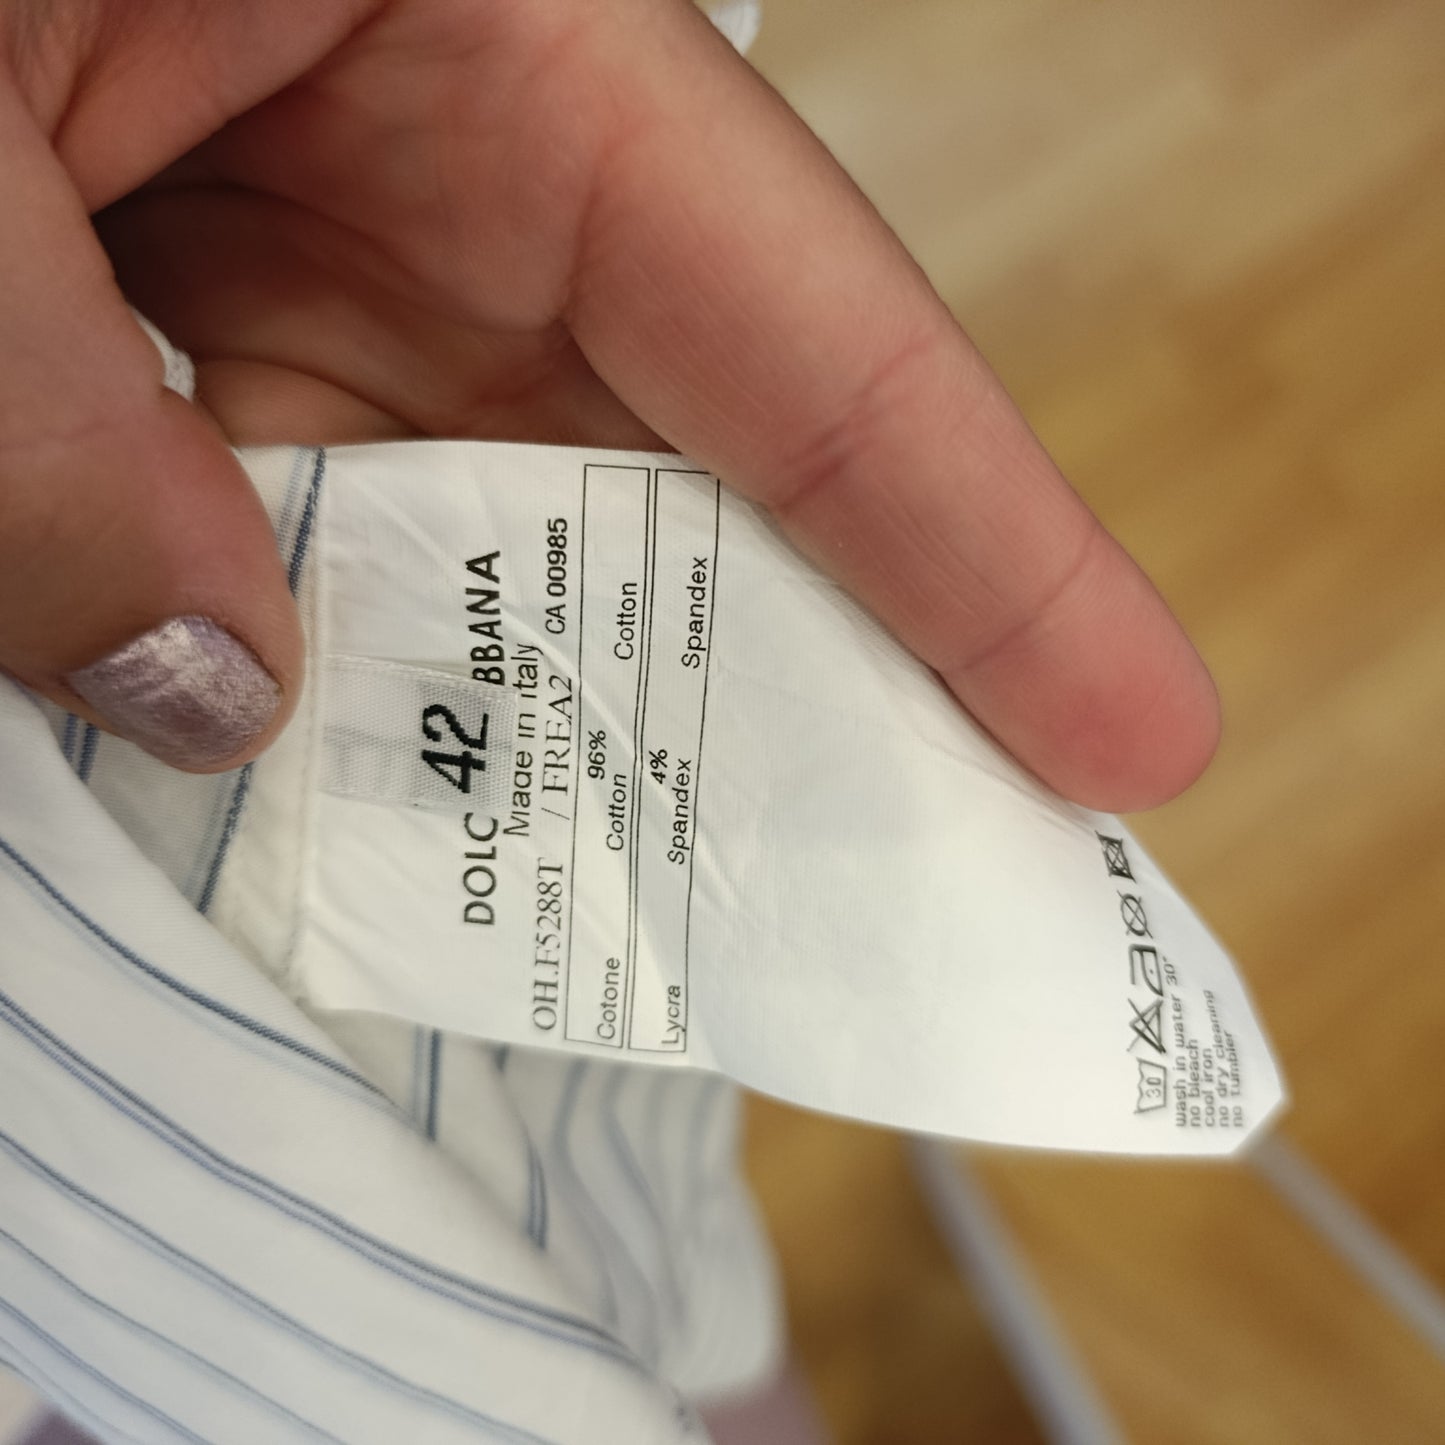 42
DOLC BBANA
Made in italy
OH.F5288T / FREA2 CA 00985
96%
Cotone Cotton Cotton
4%
Lycra Spandex Spandex
30
wash in water 30°
no bleach
cool iron
no dry cleaning
no tumbler